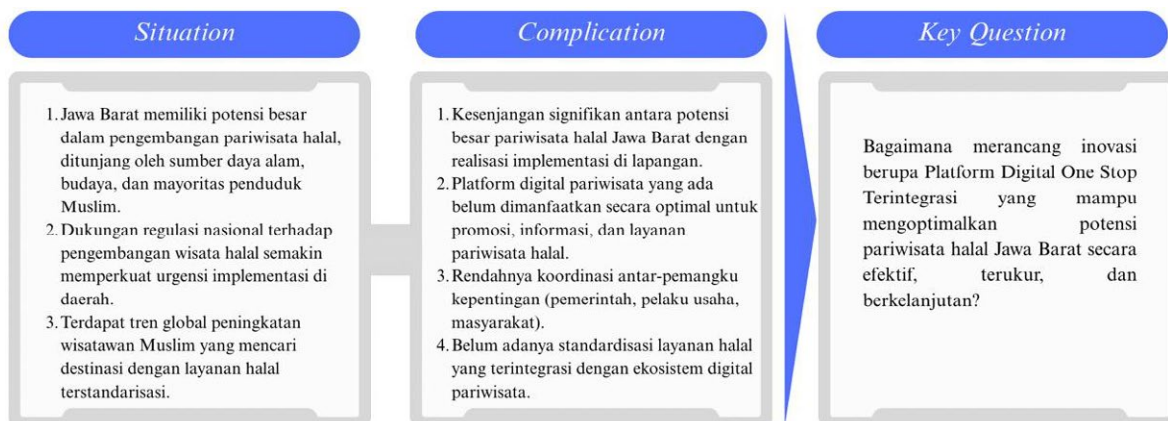 Situation
1. Jawa Barat memiliki potensi besar
dalam pengembangan pariwisata halal,
ditunjang oleh sumber daya alam,
budaya, dan mayoritas penduduk
Muslim.
2. Dukungan regulasi nasional terhadap
pengembangan wisata halal semakin
memperkuat urgensi implementasi di
daerah.
3. Terdapat tren global peningkatan
wisatawan Muslim yang mencari
destinasi dengan layanan halal
terstandarisasi.
Complication
1. Kesenjangan signifikan antara potensi
besar pariwisata halal Jawa Barat dengan
realisasi implementasi di lapangan.
2. Platform digital pariwisata yang ada
belum dimanfaatkan secara optimal untuk
promosi, informasi, dan layanan
pariwisata halal.
3. Rendahnya koordinasi antar-pemangku
kepentingan (pemerintah, pelaku usaha,
masyarakat).
4. Belum adanya standardisasi layanan halal
yang terintegrasi dengan ekosistem digital
pariwisata.
Key Question
Bagaimana merancang inovasi
berupa Platform Digital One Stop
Terintegrasi yang mampu
mengoptimalkan potensi
pariwisata halal Jawa Barat secara
efektif, terukur, dan
berkelanjutan?